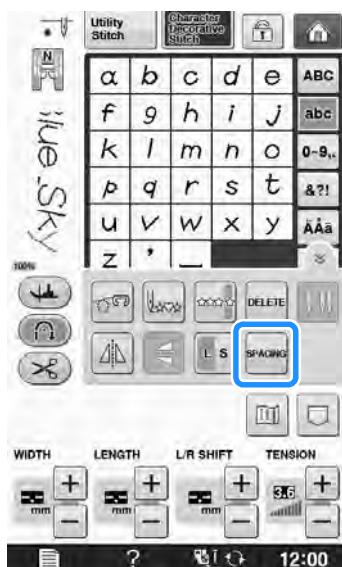 Utility
Stitch
Character
Decorative
Stitch
N
a b c d e ABC
f g h i j abc
k l m n o 0-9,..
p q r s t &?!
u v w x y ÄÅä
z ' _
lue Sky
100%
DELETE
L S SPACING
WIDTH LENGTH L/R SHIFT TENSION
+ + + +
mm mm mm 3.6
- - - -
? 12:00